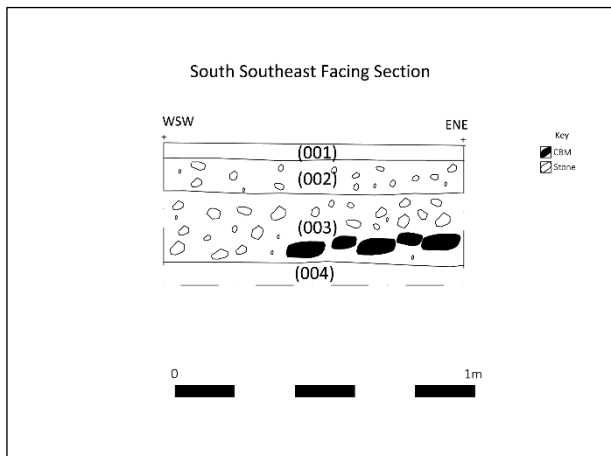 South Southeast Facing Section
WSW
ENE
Key
CBM
Stone
(001)
(002)
(003)
(004)
0
1m